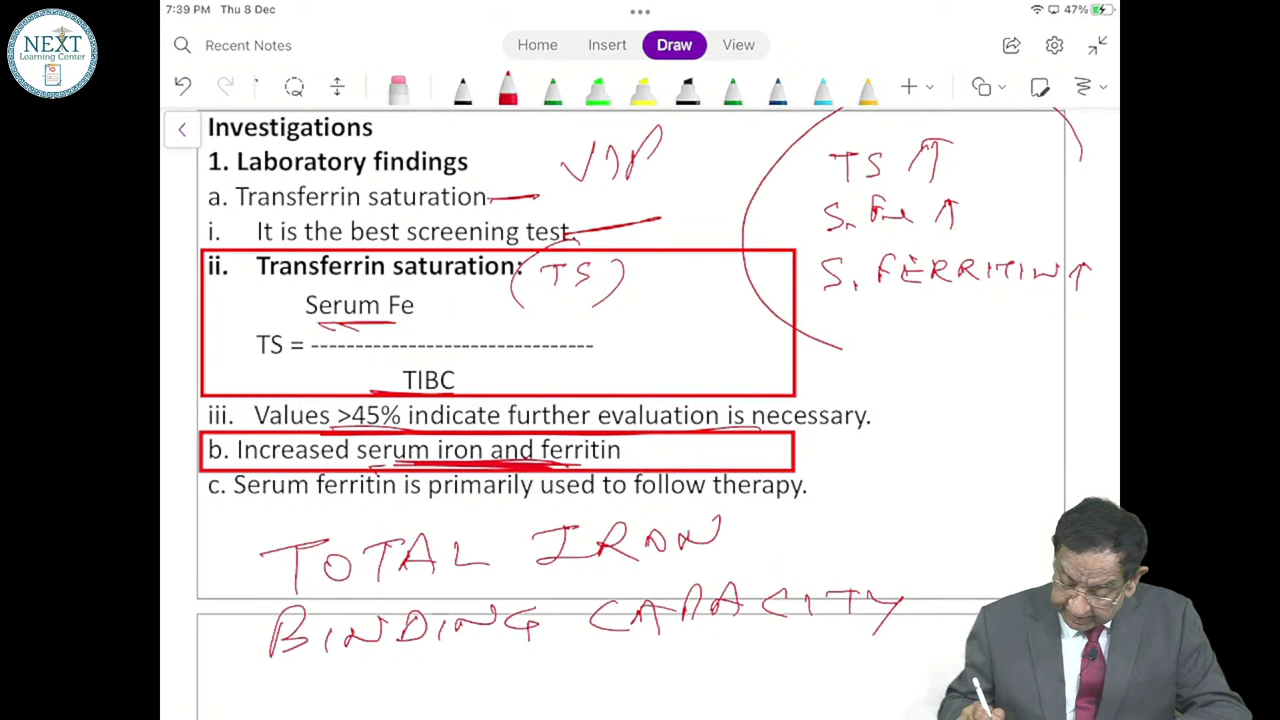 7:39 PM Thu 8 Dec
47%
NEXT
Learning Center
Recent Notes
Home Insert Draw View
Investigations
1. Laboratory findings
VIP
a. Transferrin saturation
i. It is the best screening test.
ii. Transferrin saturation:
(TS)
Serum Fe
TS = ------------------------------
TIBC
iii. Values >45% indicate further evaluation is necessary.
b. Increased serum iron and ferritin
c. Serum ferritin is primarily used to follow therapy.
TS ↑
S. Fe ↑
S. FERRITIN ↑
TOTAL IRON
BINDING CAPACITY